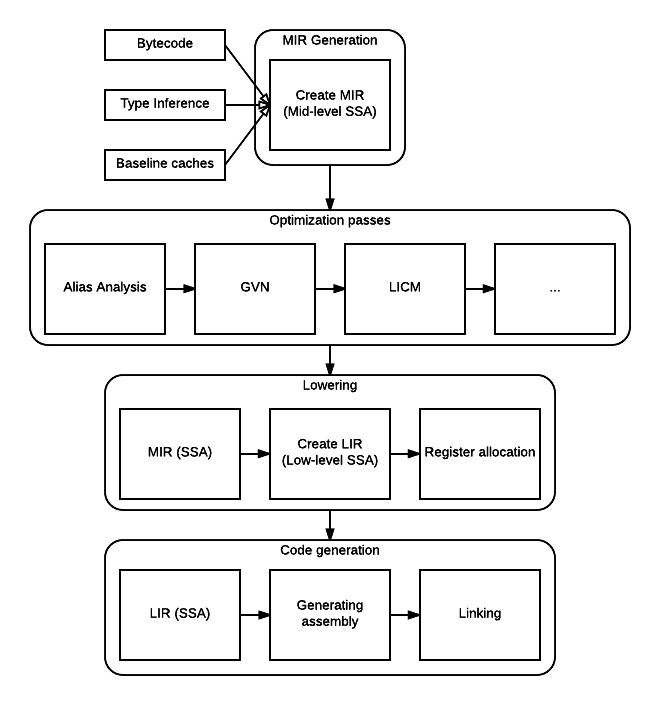 Bytecode
Type Inference
Baseline caches
MIR Generation
Create MIR
(Mid-level SSA)
Optimization passes
Alias Analysis
GVN
LICM
...
Lowering
MIR (SSA)
Create LIR
(Low-level SSA)
Register allocation
Code generation
LIR (SSA)
Generating
assembly
Linking